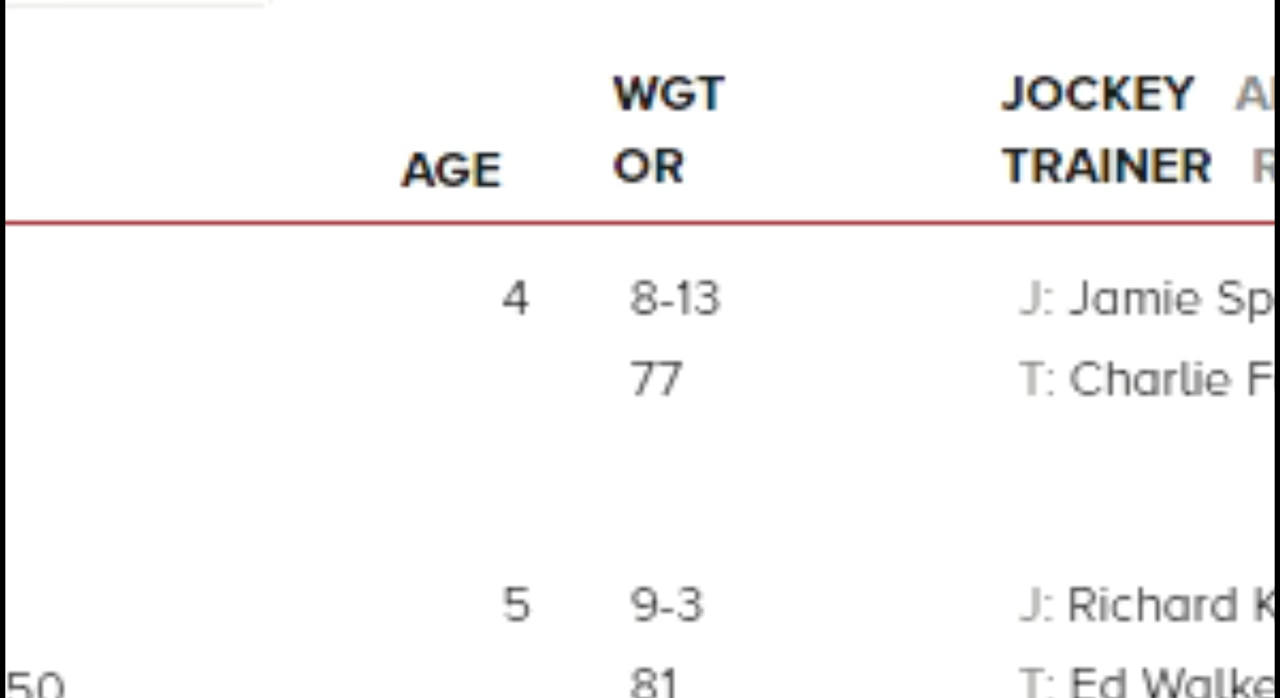 WGT JOCKEY
AGE OR TRAINER
4 8-13 J: Jamie
77 T: Charlie
5 9-3 J: Richard
50 81 T: Ed